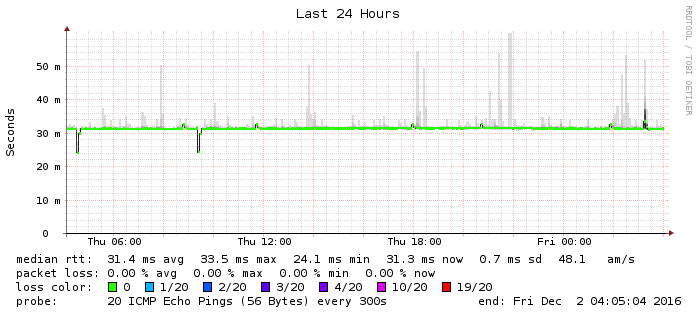 Last 24 Hours
RRDTOOL / TOBI OETIKER
Seconds
50 m
40 m
30 m
20 m
10 m
0
Thu 06:00 Thu 12:00 Thu 18:00 Fri 00:00
median rtt: 31.4 ms avg 33.5 ms max 24.1 ms min 31.3 ms now 0.7 ms sd 48.1 am/s
packet loss: 0.00 % avg 0.00 % max 0.00 % min 0.00 % now
loss color: 0 1/20 2/20 3/20 4/20 10/20 19/20
probe: 20 ICMP Echo Pings (56 Bytes) every 300s end: Fri Dec 2 04:05:04 2016